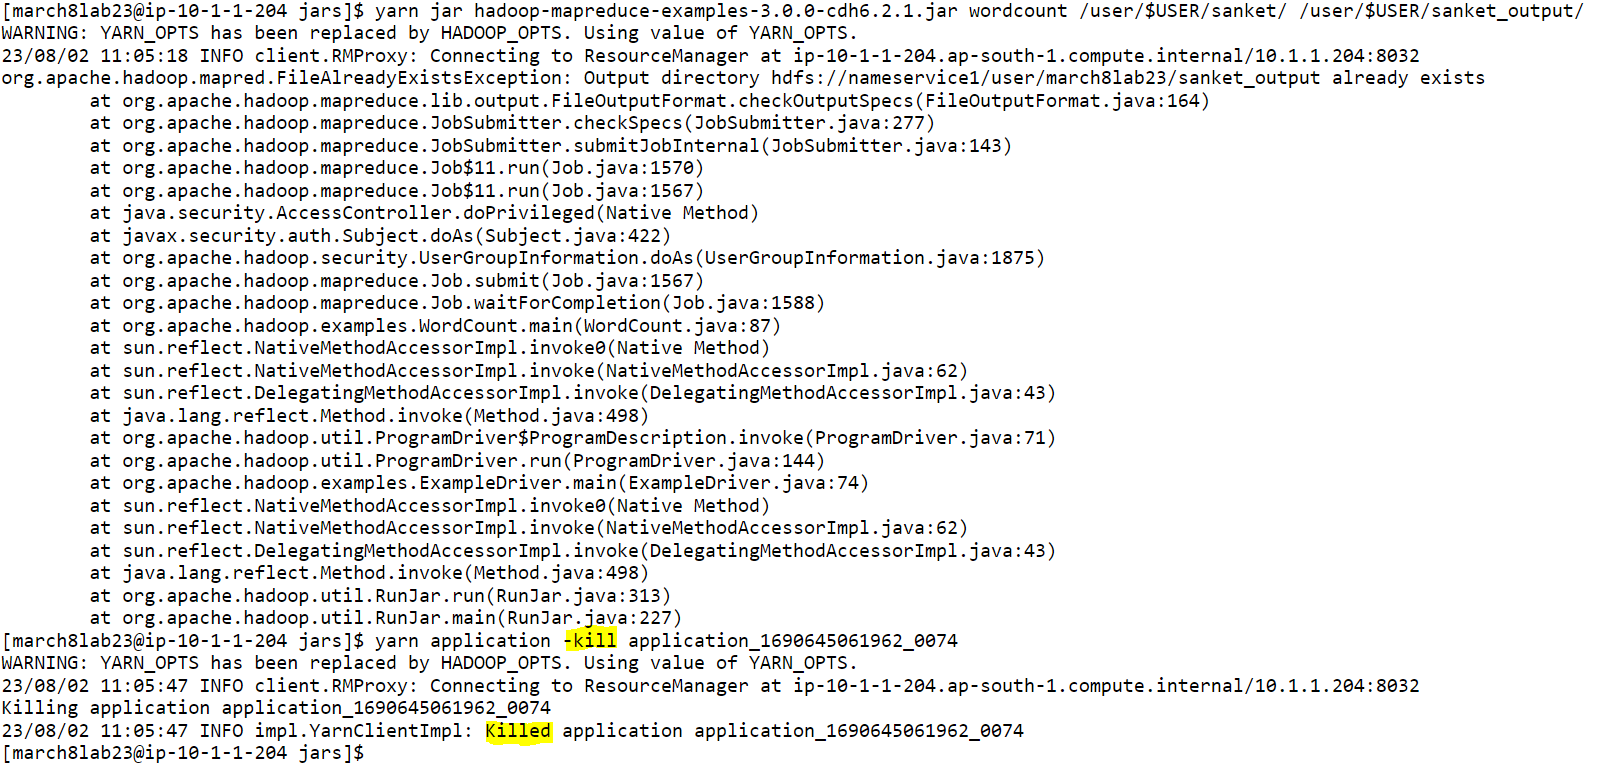 [march8lab23@ip-10-1-1-204 jars]$ yarn jar hadoop-mapreduce-examples-3.0.0-cdh6.2.1.jar wordcount /user/$USER/sanket/ /user/$USER/sanket_output/
WARNING: YARN_OPTS has been replaced by HADOOP_OPTS. Using value of YARN_OPTS.
23/08/02 11:05:18 INFO client.RMProxy: Connecting to ResourceManager at ip-10-1-1-204.ap-south-1.compute.internal/10.1.1.204:8032
org.apache.hadoop.mapred.FileAlreadyExistsException: Output directory hdfs://nameservice1/user/march8lab23/sanket_output already exists
at org.apache.hadoop.mapreduce.lib.output.FileOutputFormat.checkOutputSpecs(FileOutputFormat.java:164)
at org.apache.hadoop.mapreduce.JobSubmitter.checkSpecs(JobSubmitter.java:277)
at org.apache.hadoop.mapreduce.JobSubmitter.submitJobInternal(JobSubmitter.java:143)
at org.apache.hadoop.mapreduce.Job$11.run(Job.java:1570)
at org.apache.hadoop.mapreduce.Job$11.run(Job.java:1567)
at java.security.AccessController.doPrivileged(Native Method)
at javax.security.auth.Subject.doAs(Subject.java:422)
at org.apache.hadoop.security.UserGroupInformation.doAs(UserGroupInformation.java:1875)
at org.apache.hadoop.mapreduce.Job.submit(Job.java:1567)
at org.apache.hadoop.mapreduce.Job.waitForCompletion(Job.java:1588)
at org.apache.hadoop.examples.WordCount.main(WordCount.java:87)
at sun.reflect.NativeMethodAccessorImpl.invoke0(Native Method)
at sun.reflect.NativeMethodAccessorImpl.invoke(NativeMethodAccessorImpl.java:62)
at sun.reflect.DelegatingMethodAccessorImpl.invoke(DelegatingMethodAccessorImpl.java:43)
at java.lang.reflect.Method.invoke(Method.java:498)
at org.apache.hadoop.util.ProgramDriver$ProgramDescription.invoke(ProgramDriver.java:71)
at org.apache.hadoop.util.ProgramDriver.run(ProgramDriver.java:144)
at org.apache.hadoop.examples.ExampleDriver.main(ExampleDriver.java:74)
at sun.reflect.NativeMethodAccessorImpl.invoke0(Native Method)
at sun.reflect.NativeMethodAccessorImpl.invoke(NativeMethodAccessorImpl.java:62)
at sun.reflect.DelegatingMethodAccessorImpl.invoke(DelegatingMethodAccessorImpl.java:43)
at java.lang.reflect.Method.invoke(Method.java:498)
at org.apache.hadoop.util.RunJar.run(RunJar.java:313)
at org.apache.hadoop.util.RunJar.main(RunJar.java:227)
[march8lab23@ip-10-1-1-204 jars]$ yarn application -kill application_1690645061962_0074
WARNING: YARN_OPTS has been replaced by HADOOP_OPTS. Using value of YARN_OPTS.
23/08/02 11:05:47 INFO client.RMProxy: Connecting to ResourceManager at ip-10-1-1-204.ap-south-1.compute.internal/10.1.1.204:8032
Killing application application_1690645061962_0074
23/08/02 11:05:47 INFO impl.YarnClientImpl: Killed application application_1690645061962_0074
[march8lab23@ip-10-1-1-204 jars]$